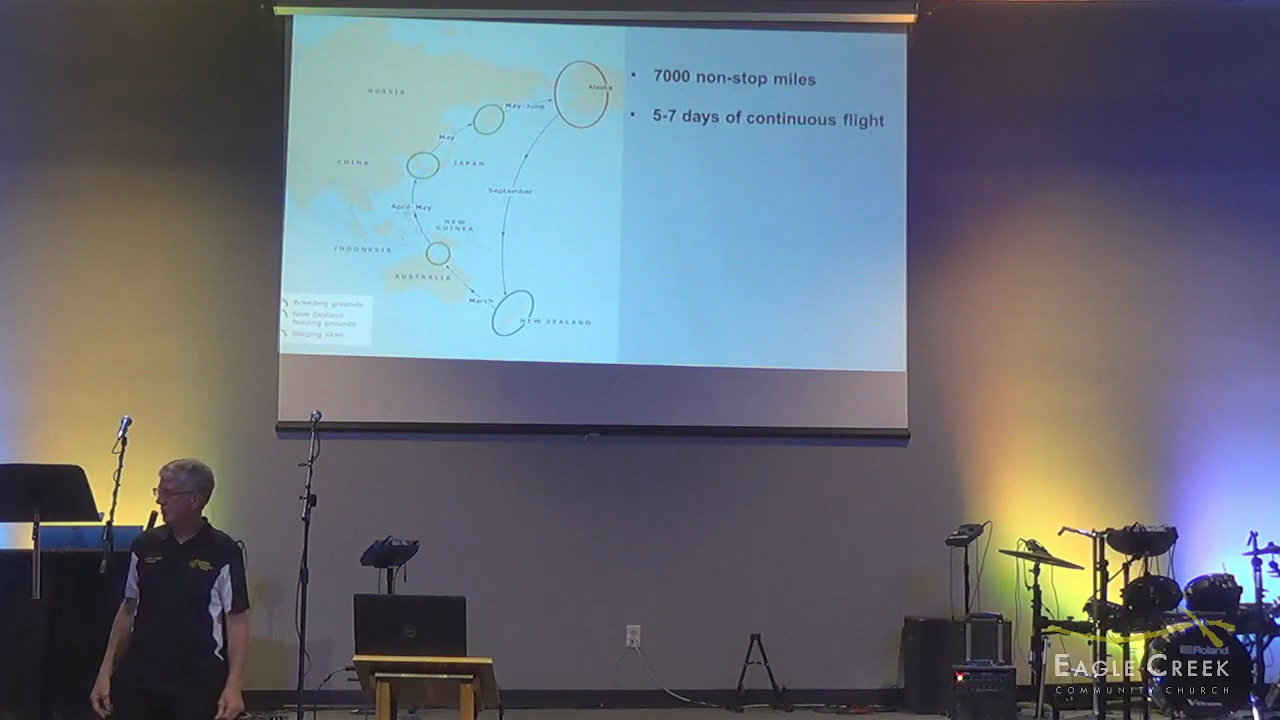 • 7000 non-stop miles
• 5-7 days of continuous flight
RUSSIA
Alaska
May-June
May
CHINA
JAPAN
September
April-May
NEW
GUINEA
INDONESIA
AUSTRALIA
March
NEW ZEALAND
Breeding grounds
New Zealand
feeding grounds
Staging sites
DELL
Roland
EAGLE CREEK
COMMUNITY CHURCH